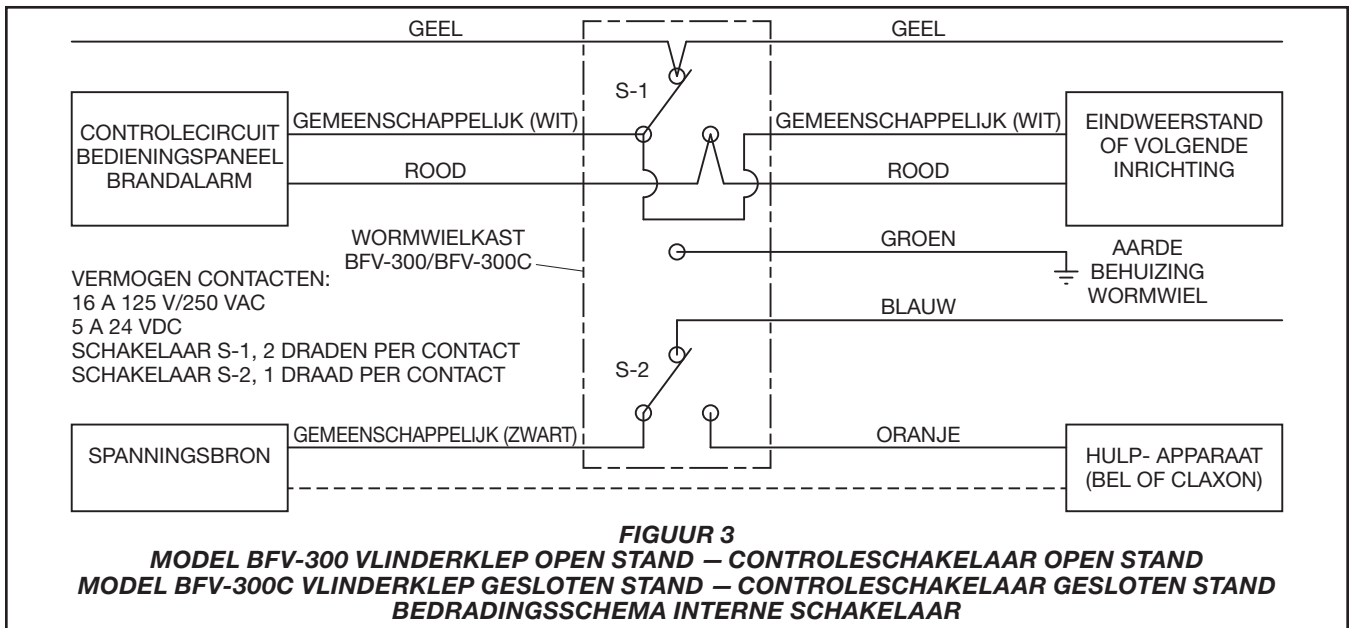 GEEL
GEEL
S-1
GEMEENSCHAPPELIJK (WIT)
GEMEENSCHAPPELIJK (WIT)
CONTROLECIRCUIT
BEDIENINGSPANEEL
BRANDALARM
EINDWEERSTAND
OF VOLGENDE
INRICHTING
ROOD
ROOD
WORMWIELKAST
BFV-300/BFV-300C
GROEN
AARDE
BEHUIZING
WORMWIEL
VERMOGEN CONTACTEN:
16 A 125 V/250 VAC
5 A 24 VDC
SCHAKELAAR S-1, 2 DRADEN PER CONTACT
SCHAKELAAR S-2, 1 DRAAD PER CONTACT
BLAUW
S-2
GEMEENSCHAPPELIJK (ZWART)
ORANJE
SPANNINGSBRON
HULP- APPARAAT
(BEL OF CLAXON)
FIGUUR 3
MODEL BFV-300 VLINDERKLEP OPEN STAND — CONTROLESCHAKELAAR OPEN STAND
MODEL BFV-300C VLINDERKLEP GESLOTEN STAND — CONTROLESCHAKELAAR GESLOTEN STAND
BEDRADINGSSCHEMA INTERNE SCHAKELAAR